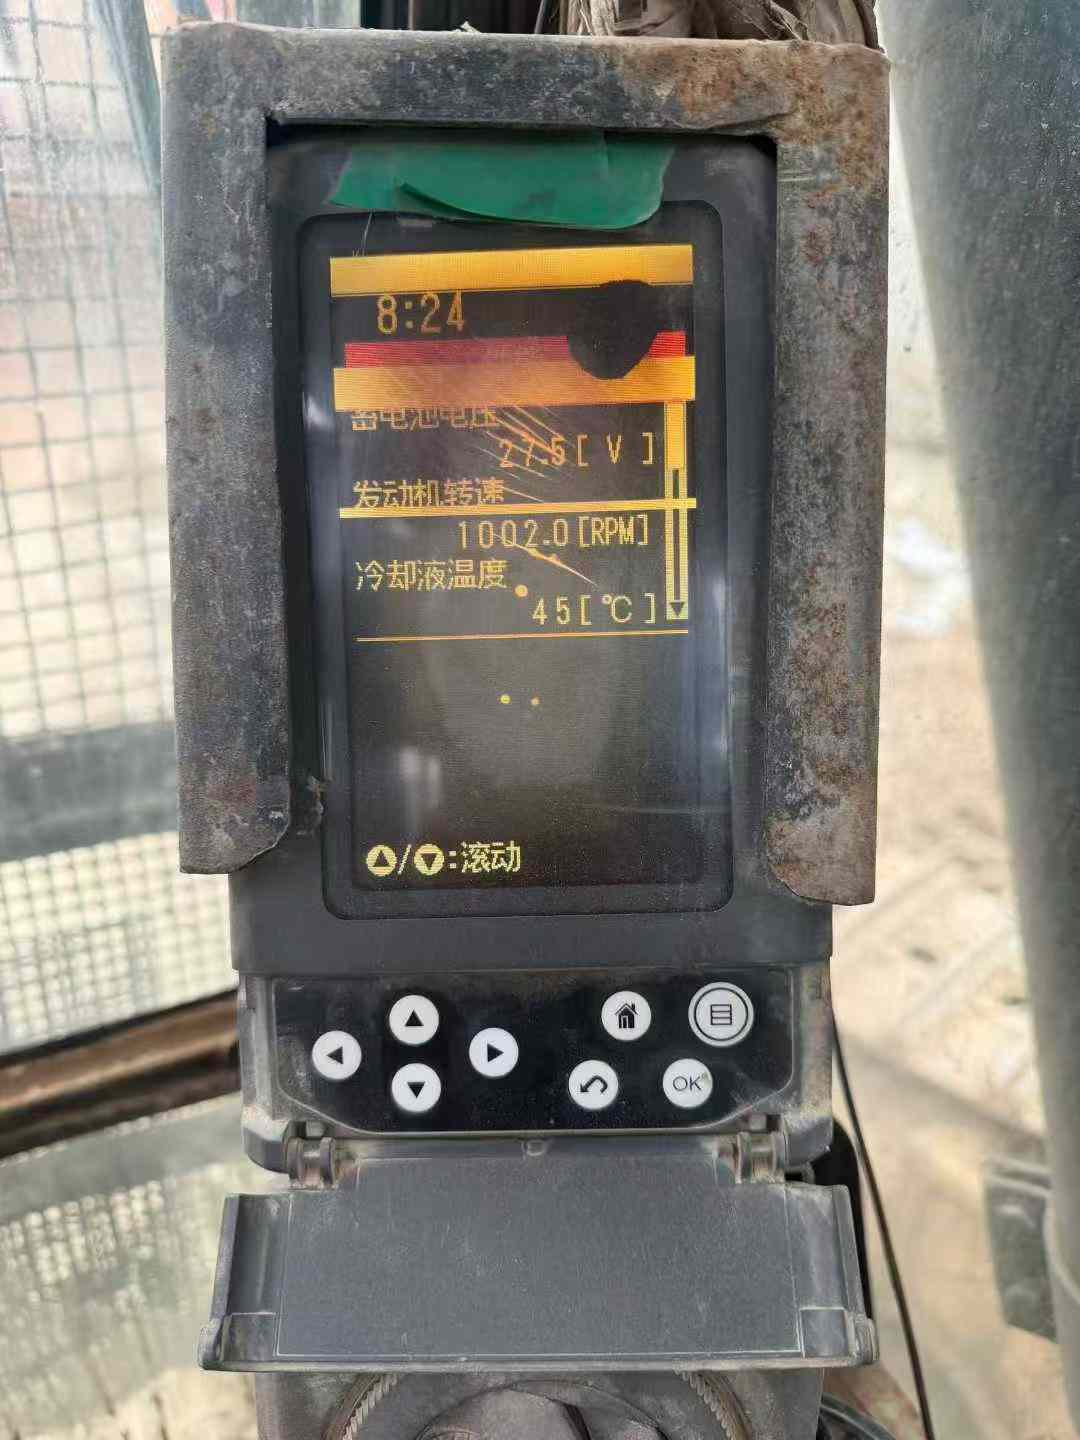 8:24
蓄电池电压
27.5[ V ]
发动机转速
1002.0[RPM]
冷却液温度
45[ ℃ ]
▲/▼:滚动
OK